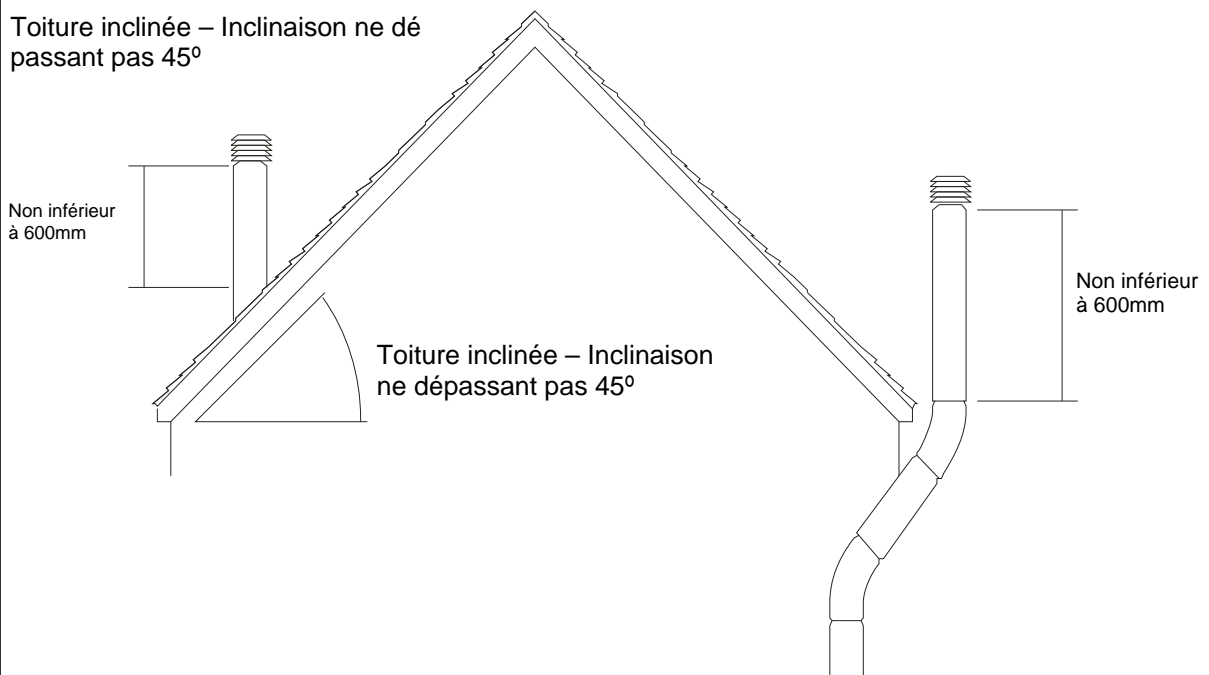 Toiture inclinée – Inclinaison ne dé
passant pas 45º
Non inférieur
à 600mm
Toiture inclinée – Inclinaison
ne dépassant pas 45º
Non inférieur
à 600mm